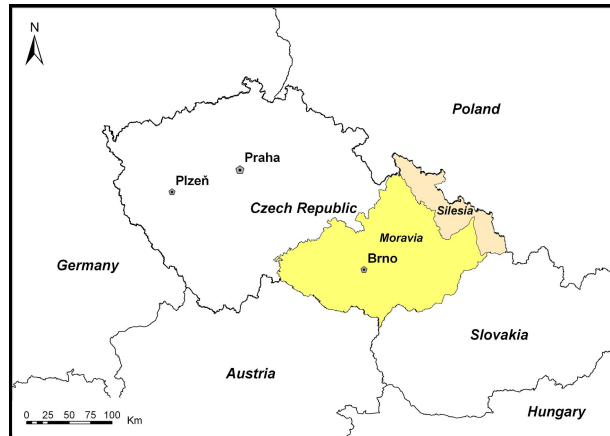 N
Poland
Praha
Plzeň
Czech Republic
Silesia
Moravia
Germany
Brno
Slovakia
Austria
Hungary
0 25 50 75 100 Km